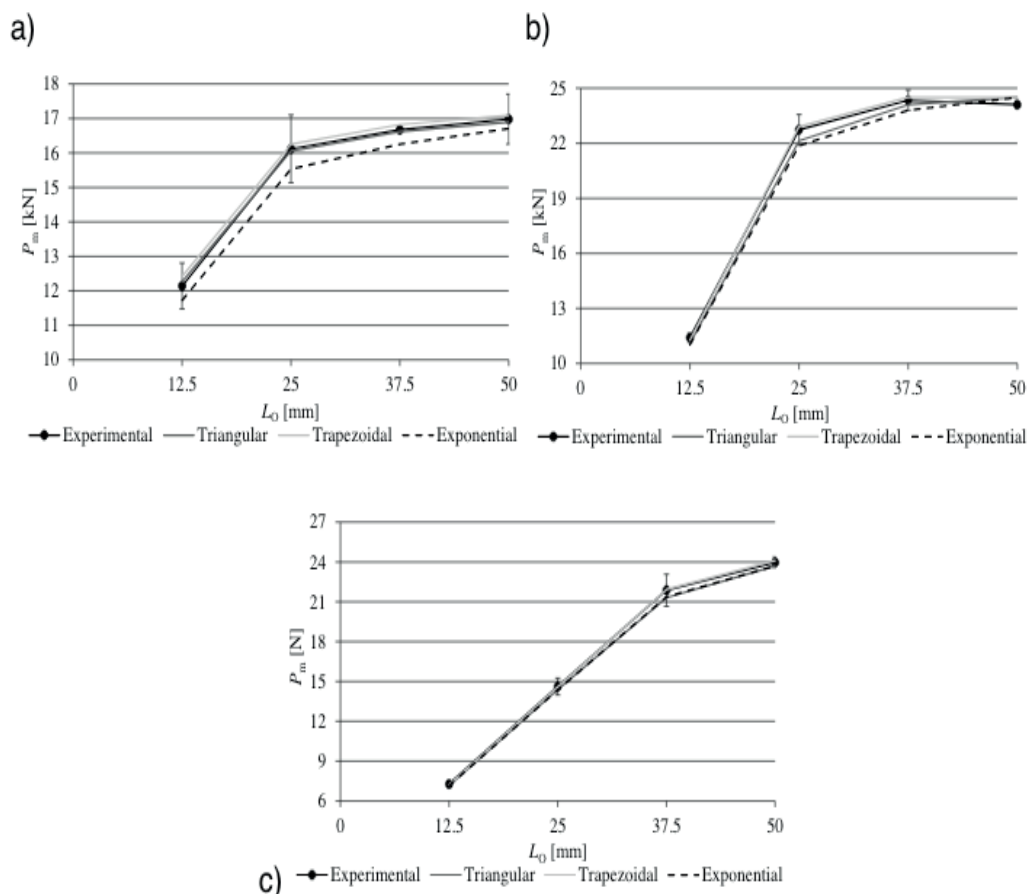 a)
18
17
16
15
14
13
12
11
10
P_m [kN]
0 12.5 25 37.5 50
L_0 [mm]
Experimental Triangular Trapezoidal Exponential
b)
25
22
19
16
13
10
P_m [kN]
0 12.5 25 37.5 50
L_0 [mm]
Experimental Triangular Trapezoidal Exponential
27
24
21
18
15
12
9
6
P_m [N]
0 12.5 25 37.5 50
L_0 [mm]
c) Experimental Triangular Trapezoidal Exponential